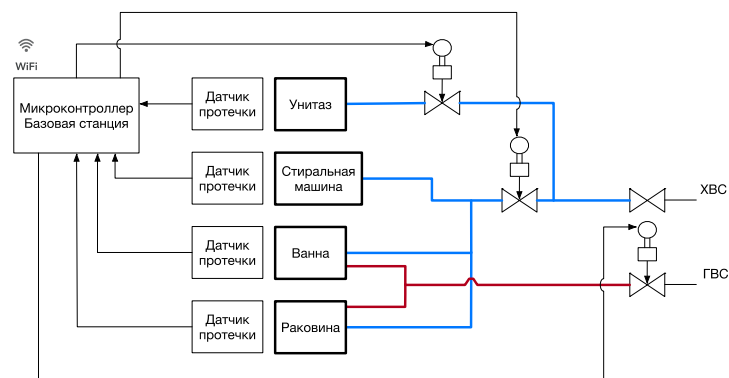 WiFi
Микроконтроллер
Базовая станция
Датчик
протечки
Унитаз
Датчик
протечки
Стиральная
машина
ХВС
Датчик
протечки
Ванна
ГВС
Датчик
протечки
Раковина